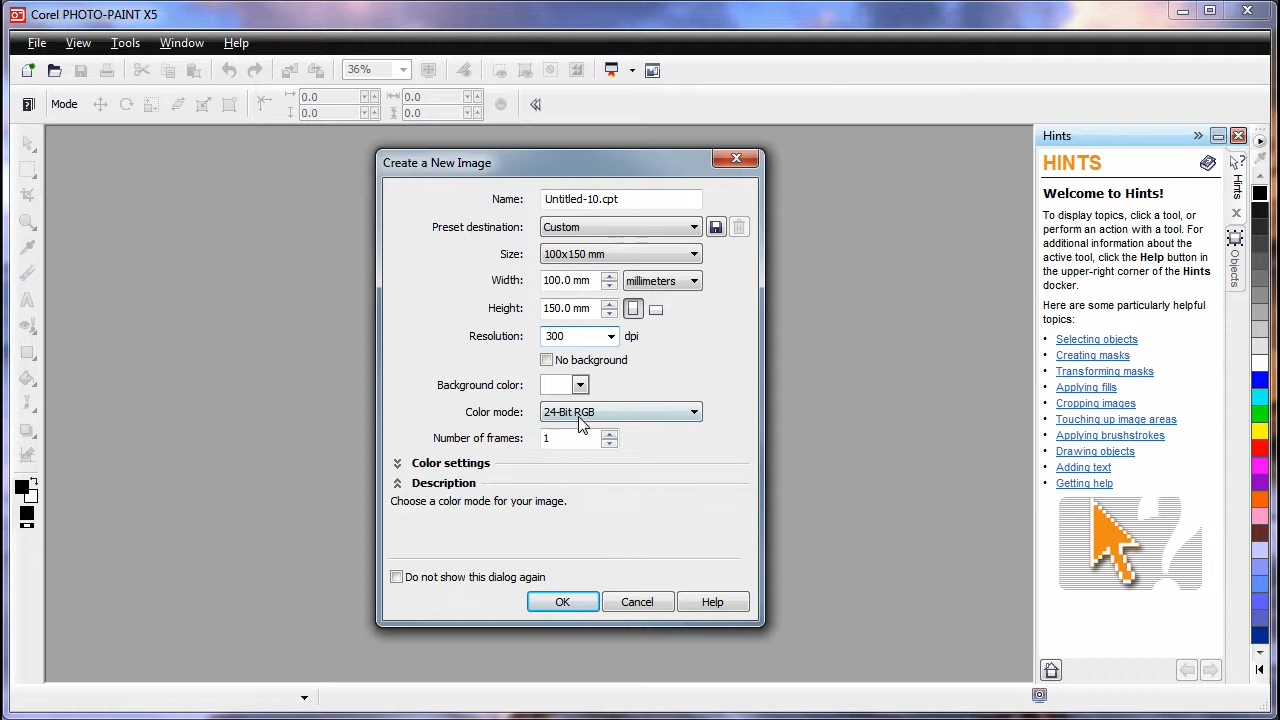 Corel PHOTO-PAINT X5
File View Tools Window Help
36%
Mode 0.0 0.0
0.0 0.0
Create a New Image
Name: Untitled-10.cpt
Preset destination: Custom
Size: 100x150 mm
Width: 100.0 mm millimeters
Height: 150.0 mm
Resolution: 300 dpi
No background
Background color:
Color mode: 24-Bit RGB
Number of frames: 1
Color settings
Description
Choose a color mode for your image.
Do not show this dialog again
OK Cancel Help
Hints
HINTS
Welcome to Hints!
To display topics, click a tool, or
perform an action with a tool. For
additional information about the
active tool, click the Help button in
the upper-right corner of the Hints
docker.
Here are some particularly helpful
topics:
• Selecting objects
• Creating masks
• Transforming masks
• Applying fills
• Cropping images
• Touching up image areas
• Applying brushstrokes
• Drawing objects
• Adding text
• Getting help
Hints
Objects